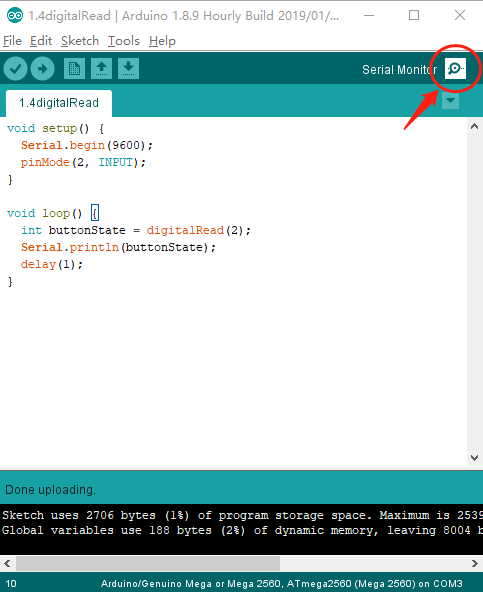 1.4digitalRead | Arduino 1.8.9 Hourly Build 2019/01/...
File Edit Sketch Tools Help
Serial Monitor
1.4digitalRead
void setup() {
  Serial.begin(9600);
  pinMode(2, INPUT);
}
void loop() {
  int buttonState = digitalRead(2);
  Serial.println(buttonState);
  delay(1);
}
Done uploading.
Sketch uses 2706 bytes (1%) of program storage space. Maximum is 2539
Global variables use 188 bytes (2%) of dynamic memory, leaving 8004 b
10 Arduino/Genuino Mega or Mega 2560, ATmega2560 (Mega 2560) on COM3